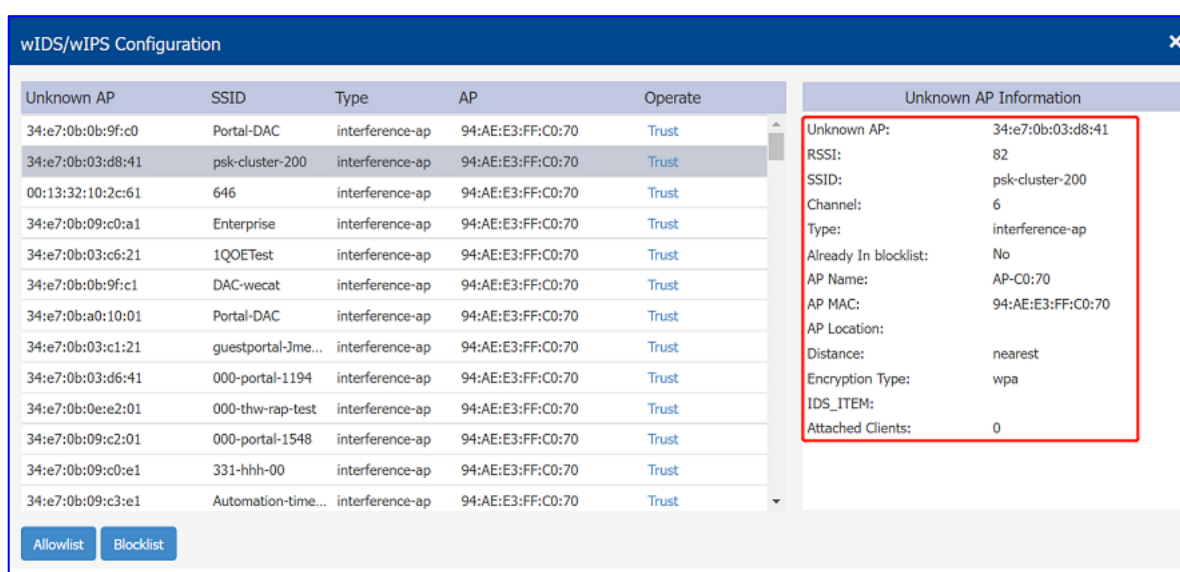 wIDS/wIPS Configuration
Unknown AP SSID Type AP Operate
34:e7:0b:0b:9f:c0 Portal-DAC interference-ap 94:AE:E3:FF:C0:70 Trust
34:e7:0b:03:d8:41 psk-cluster-200 interference-ap 94:AE:E3:FF:C0:70 Trust
00:13:32:10:2c:61 646 interference-ap 94:AE:E3:FF:C0:70 Trust
34:e7:0b:09:c0:a1 Enterprise interference-ap 94:AE:E3:FF:C0:70 Trust
34:e7:0b:03:c6:21 1QOETest interference-ap 94:AE:E3:FF:C0:70 Trust
34:e7:0b:0b:9f:c1 DAC-wecat interference-ap 94:AE:E3:FF:C0:70 Trust
34:e7:0b:a0:10:01 Portal-DAC interference-ap 94:AE:E3:FF:C0:70 Trust
34:e7:0b:03:c1:21 guestportal-Jme... interference-ap 94:AE:E3:FF:C0:70 Trust
34:e7:0b:03:d6:41 000-portal-1194 interference-ap 94:AE:E3:FF:C0:70 Trust
34:e7:0b:0e:e2:01 000-thw-rap-test interference-ap 94:AE:E3:FF:C0:70 Trust
34:e7:0b:09:c2:01 000-portal-1548 interference-ap 94:AE:E3:FF:C0:70 Trust
34:e7:0b:09:c0:e1 331-hhh-00 interference-ap 94:AE:E3:FF:C0:70 Trust
34:e7:0b:09:c3:e1 Automation-time... interference-ap 94:AE:E3:FF:C0:70 Trust
Allowlist Blocklist
Unknown AP Information
Unknown AP: 34:e7:0b:03:d8:41
RSSI: 82
SSID: psk-cluster-200
Channel: 6
Type: interference-ap
Already In blocklist: No
AP Name: AP-C0:70
AP MAC: 94:AE:E3:FF:C0:70
AP Location:
Distance: nearest
Encryption Type: wpa
IDS_ITEM:
Attached Clients: 0